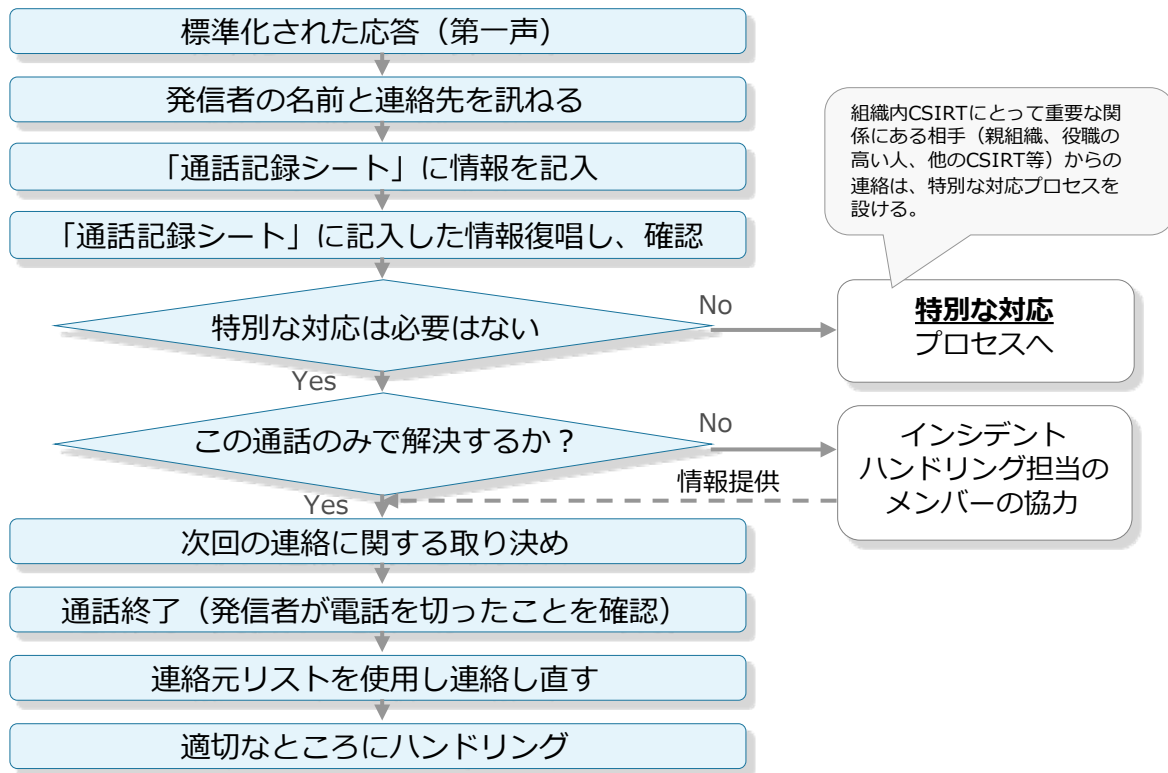 標準化された応答（第一声）
発信者の名前と連絡先を訊ねる
「通話記録シート」に情報を記入
「通話記録シート」に記入した情報復唱し、確認
組織内CSIRTにとって重要な関
係にある相手（親組織、役職の
高い人、他のCSIRT等）からの
連絡は、特別な対応プロセスを
設ける。
特別な対応は必要はない
No
特別な対応
プロセスへ
Yes
この通話のみで解決するか？
No
インシデント
ハンドリング担当の
メンバーの協力
情報提供
Yes
次回の連絡に関する取り決め
通話終了（発信者が電話を切ったことを確認）
連絡元リストを使用し連絡し直す
適切なところにハンドリング